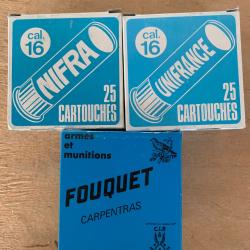 cal.
16
NIFRA
25
CARTOUCHES
cal.
16
UNIFRANCE
25
CARTOUCHES
armes
et
munitions
FOUQUET
CARPENTRAS
C.I.P.